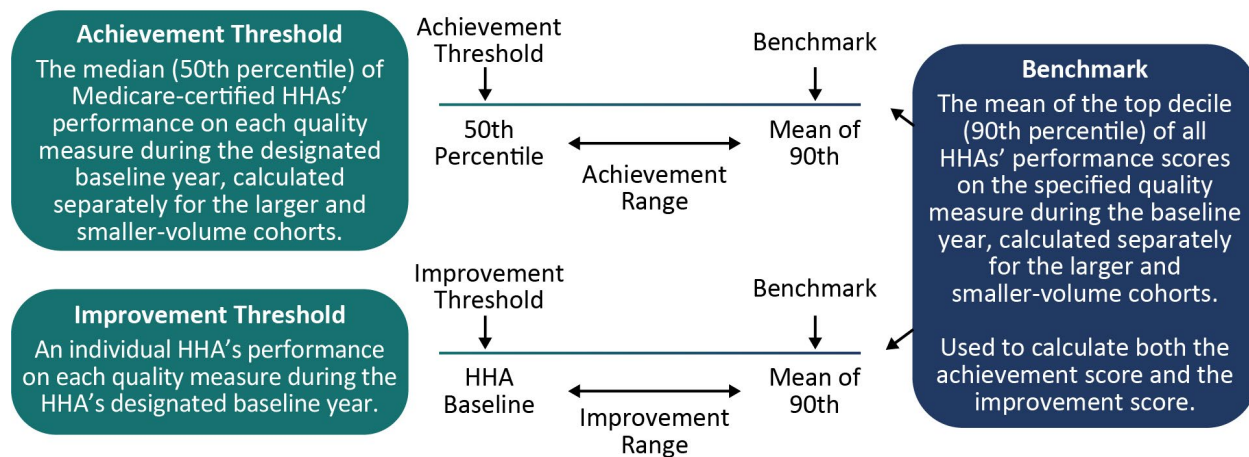 Achievement Threshold
The median (50th percentile) of
Medicare-certified HHAs’
performance on each quality
measure during the designated
baseline year, calculated
separately for the larger and
smaller-volume cohorts.
Achievement
Threshold
Benchmark
50th
Percentile
Mean of
90th
Achievement
Range
Improvement Threshold
An individual HHA’s performance
on each quality measure during the
HHA’s designated baseline year.
Improvement
Threshold
Benchmark
HHA
Baseline
Mean of
90th
Improvement
Range
Benchmark
The mean of the top decile
(90th percentile) of all
HHAs’ performance scores
on the specified quality
measure during the baseline
year, calculated separately
for the larger and
smaller-volume cohorts.
Used to calculate both the
achievement score and the
improvement score.